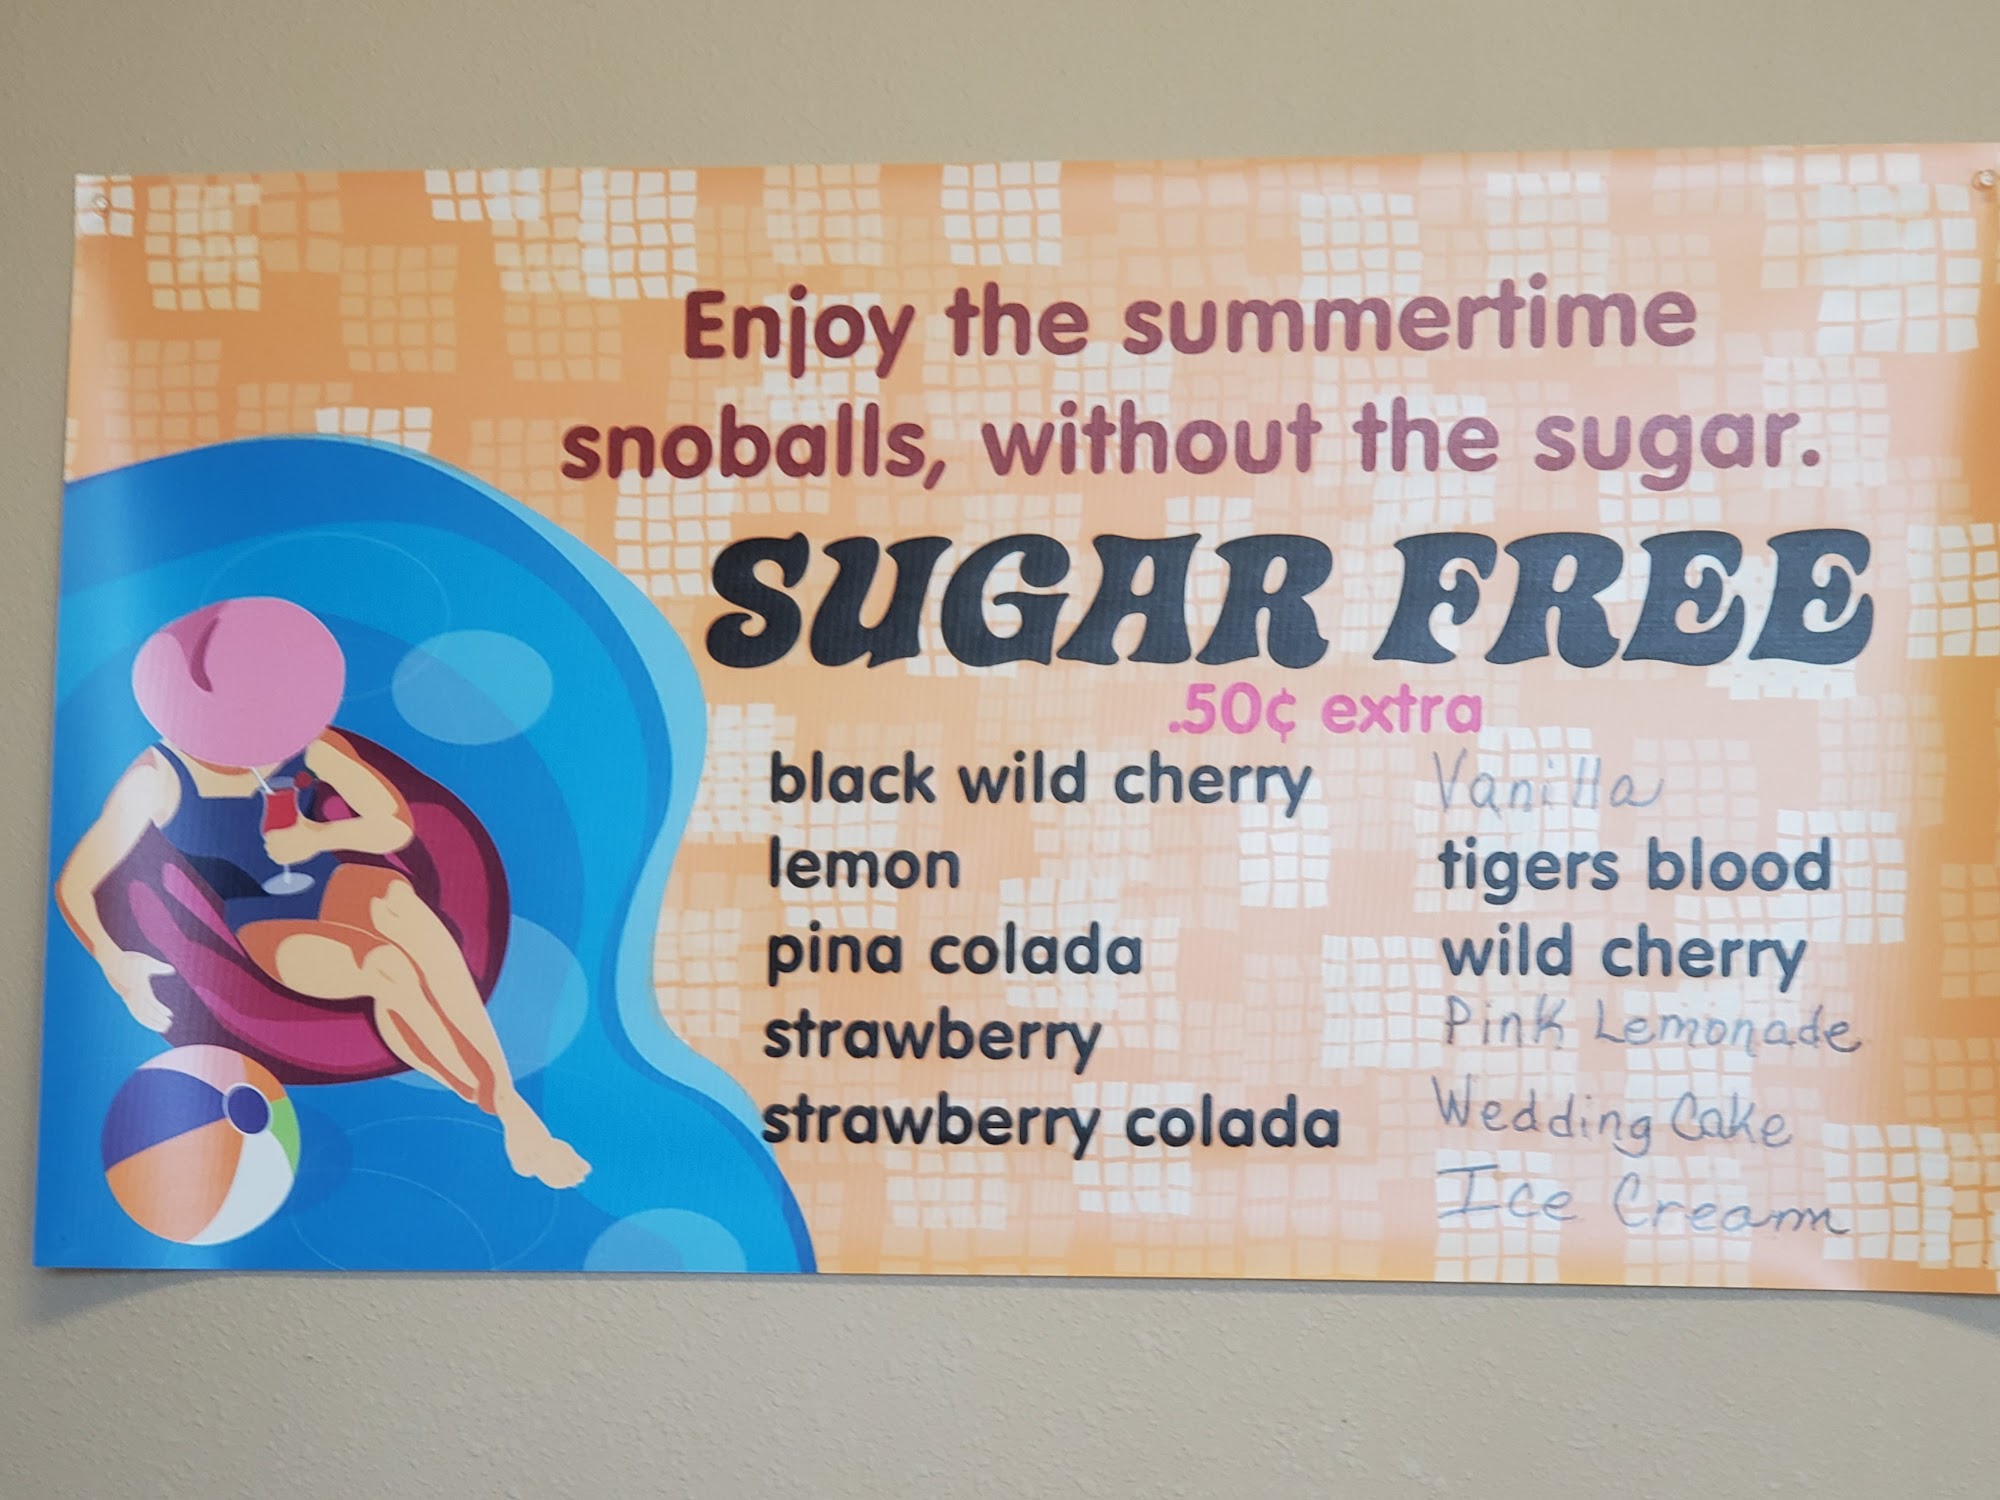 Enjoy the summertime
snoballs, without the sugar.
SUGAR FREE
.50¢ extra
black wild cherry
lemon
pina colada
strawberry
strawberry colada
Vanilla
tigers blood
wild cherry
Pink Lemonade
Wedding Cake
Ice Cream